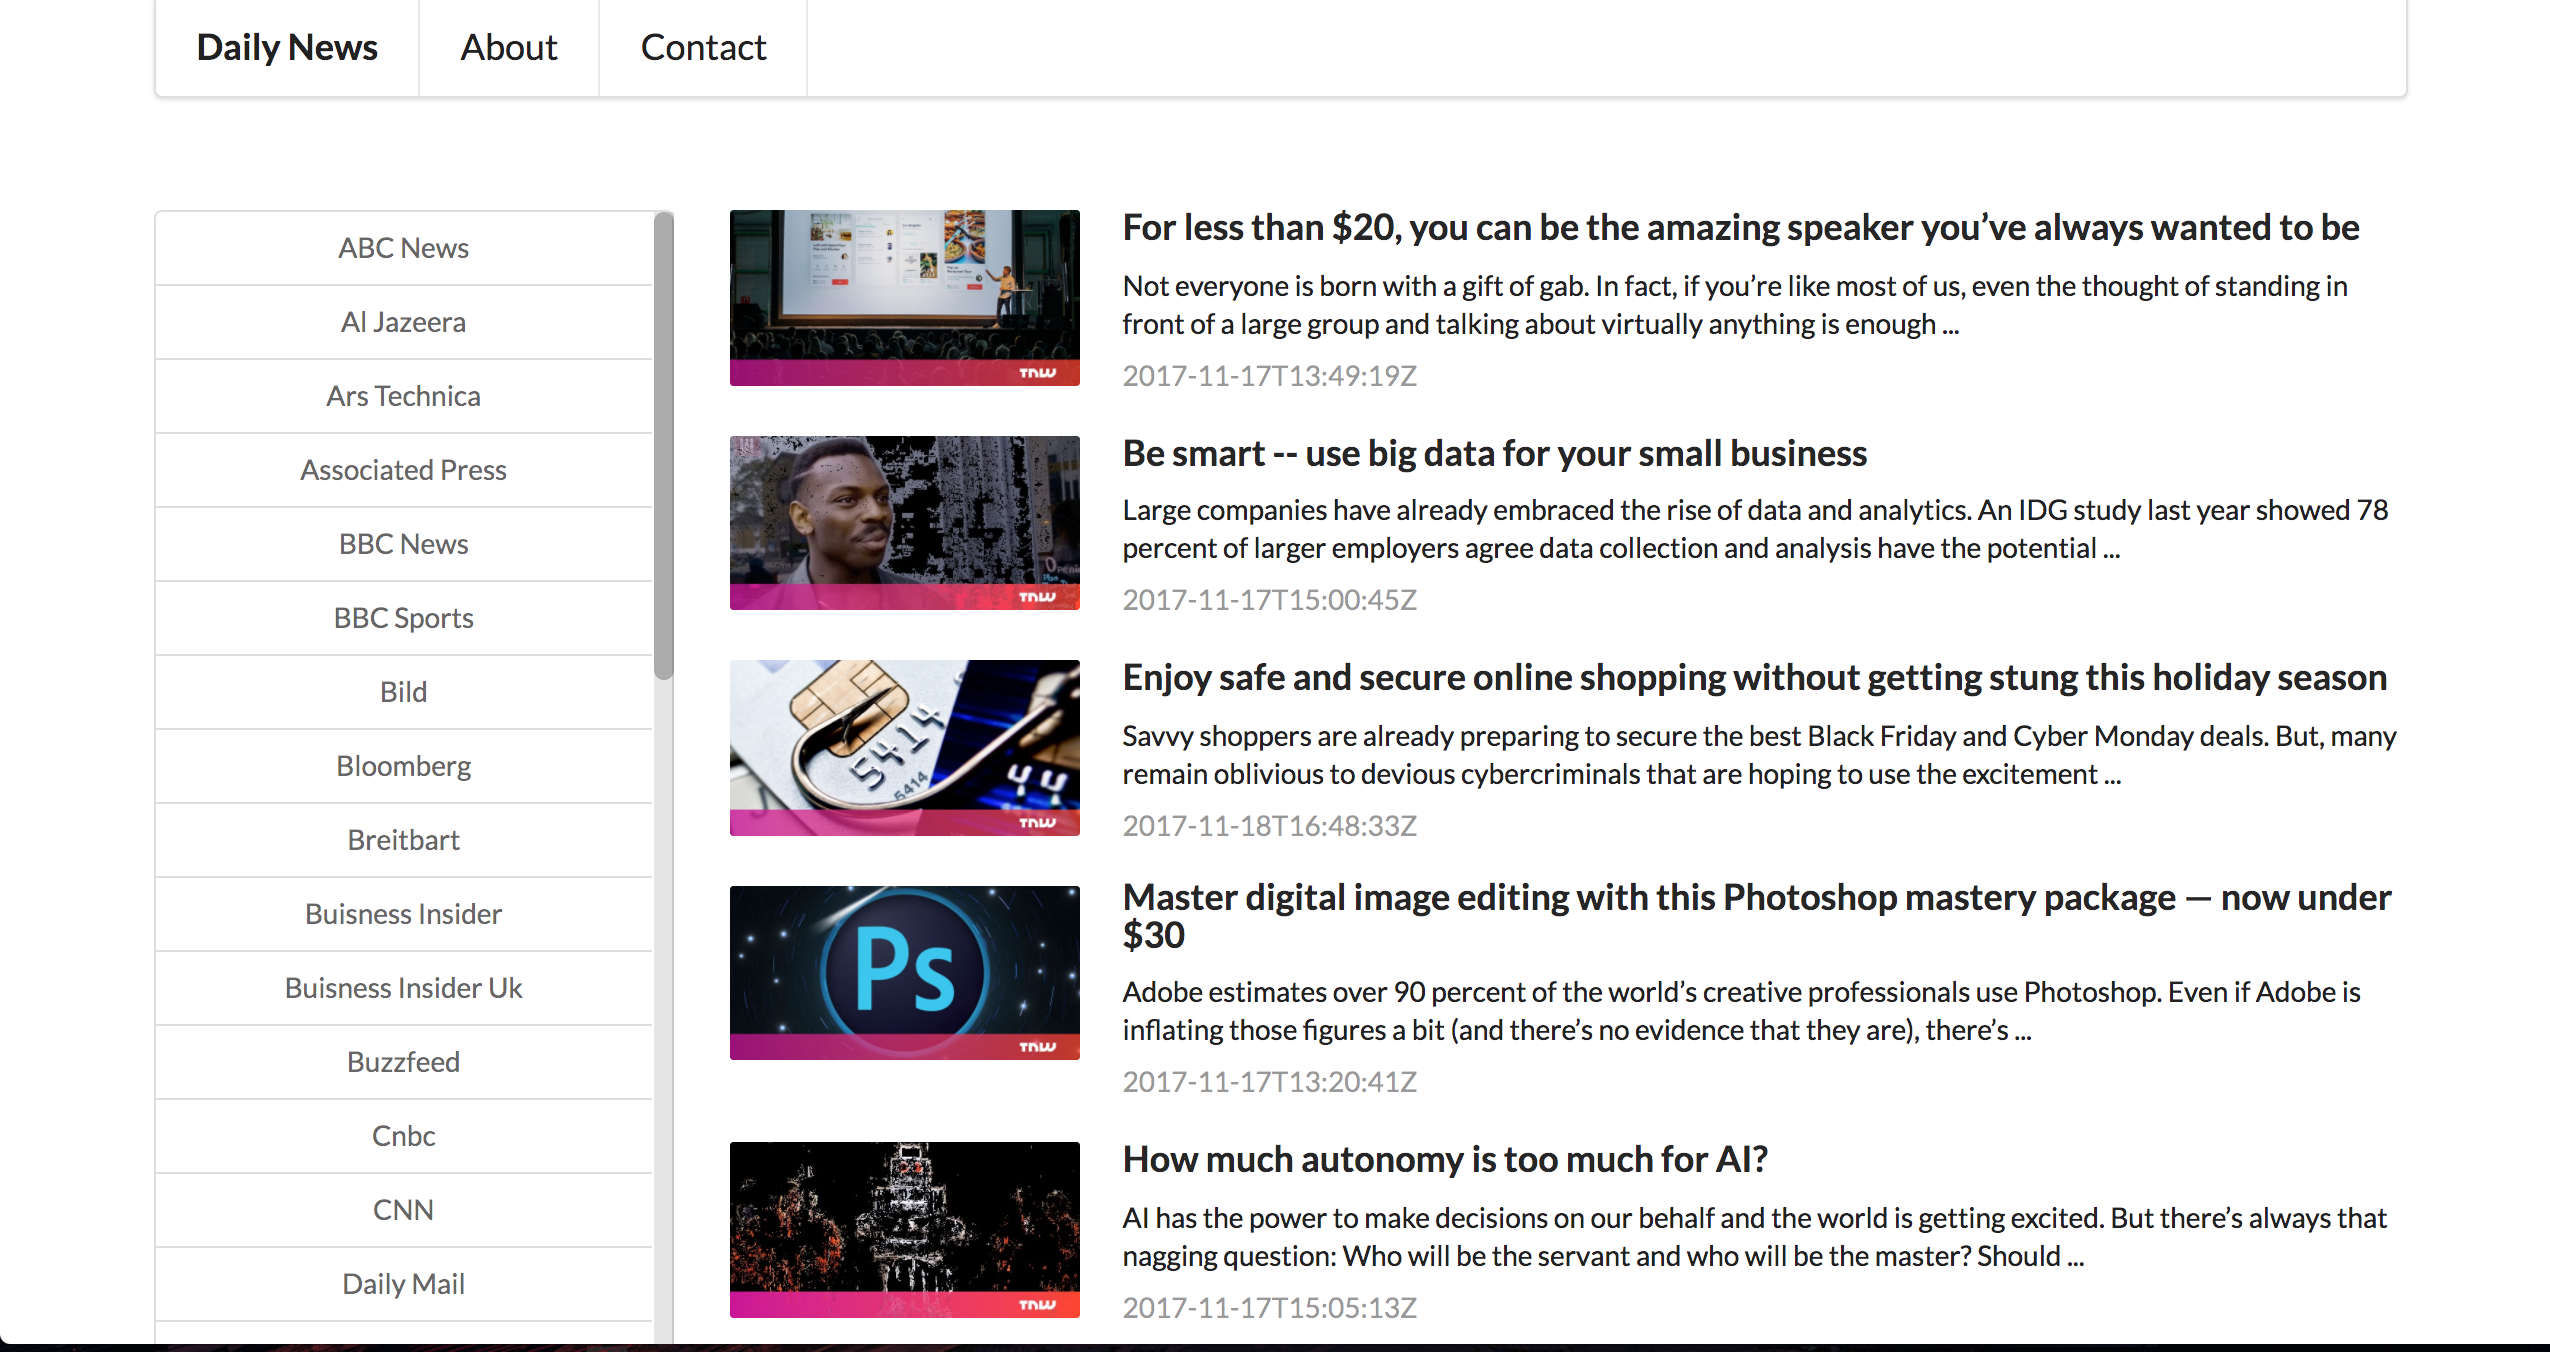 Daily News
About
Contact
ABC News
Al Jazeera
Ars Technica
Associated Press
BBC News
BBC Sports
Bild
Bloomberg
Breitbart
Buisness Insider
Buisness Insider Uk
Buzzfeed
Cnbc
CNN
Daily Mail
TNW
For less than $20, you can be the amazing speaker you’ve always wanted to be
Not everyone is born with a gift of gab. In fact, if you’re like most of us, even the thought of standing in
front of a large group and talking about virtually anything is enough ...
2017-11-17T13:49:19Z
TNW
Be smart -- use big data for your small business
Large companies have already embraced the rise of data and analytics. An IDG study last year showed 78
percent of larger employers agree data collection and analysis have the potential ...
2017-11-17T15:00:45Z
5414
5414
TNW
Enjoy safe and secure online shopping without getting stung this holiday season
Savvy shoppers are already preparing to secure the best Black Friday and Cyber Monday deals. But, many
remain oblivious to devious cybercriminals that are hoping to use the excitement ...
2017-11-18T16:48:33Z
Ps
TNW
Master digital image editing with this Photoshop mastery package — now under
$30
Adobe estimates over 90 percent of the world’s creative professionals use Photoshop. Even if Adobe is
inflating those figures a bit (and there’s no evidence that they are), there’s ...
2017-11-17T13:20:41Z
TNW
How much autonomy is too much for AI?
AI has the power to make decisions on our behalf and the world is getting excited. But there’s always that
nagging question: Who will be the servant and who will be the master? Should ...
2017-11-17T15:05:13Z